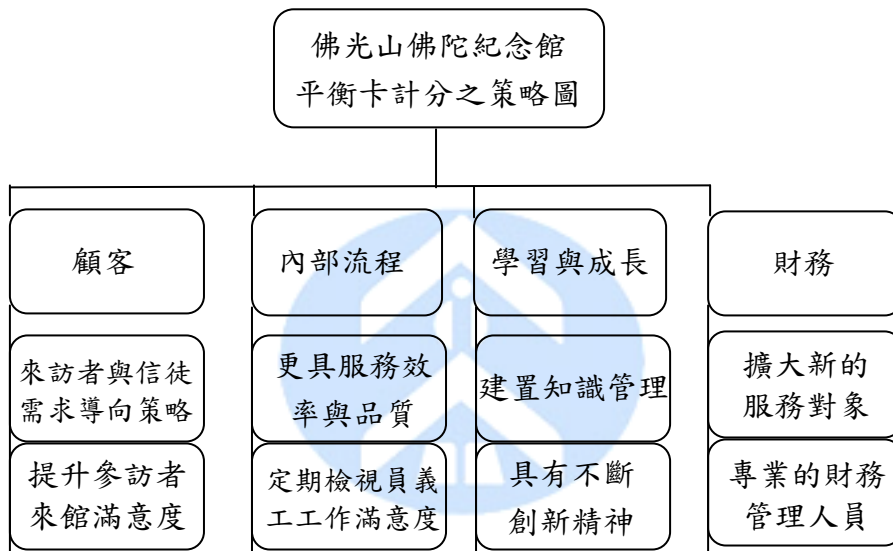 佛光山佛陀紀念館
平衡卡計分之策略圖
顧客
內部流程
學習與成長
財務
來訪者與信徒
需求導向策略
更具服務效
率與品質
建置知識管理
擴大新的
服務對象
提升參訪者
來館滿意度
定期檢視員義
工工作滿意度
具有不斷
創新精神
專業的財務
管理人員